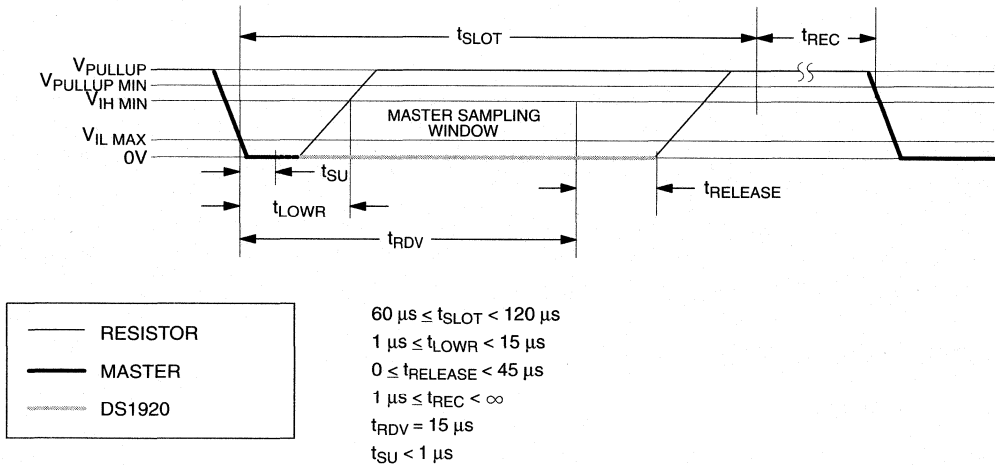 tSLOT
tREC
VPULLUP
VPULLUP MIN
VIH MIN
MASTER SAMPLING
WINDOW
VIL MAX
0V
tSU
tRELEASE
tLOWR
tRDV
RESISTOR
MASTER
DS1920
60 µs ≤ tSLOT < 120 µs
1 µs ≤ tLOWR < 15 µs
0 ≤ tRELEASE < 45 µs
1 µs ≤ tREC < ∞
tRDV = 15 µs
tSU < 1 µs